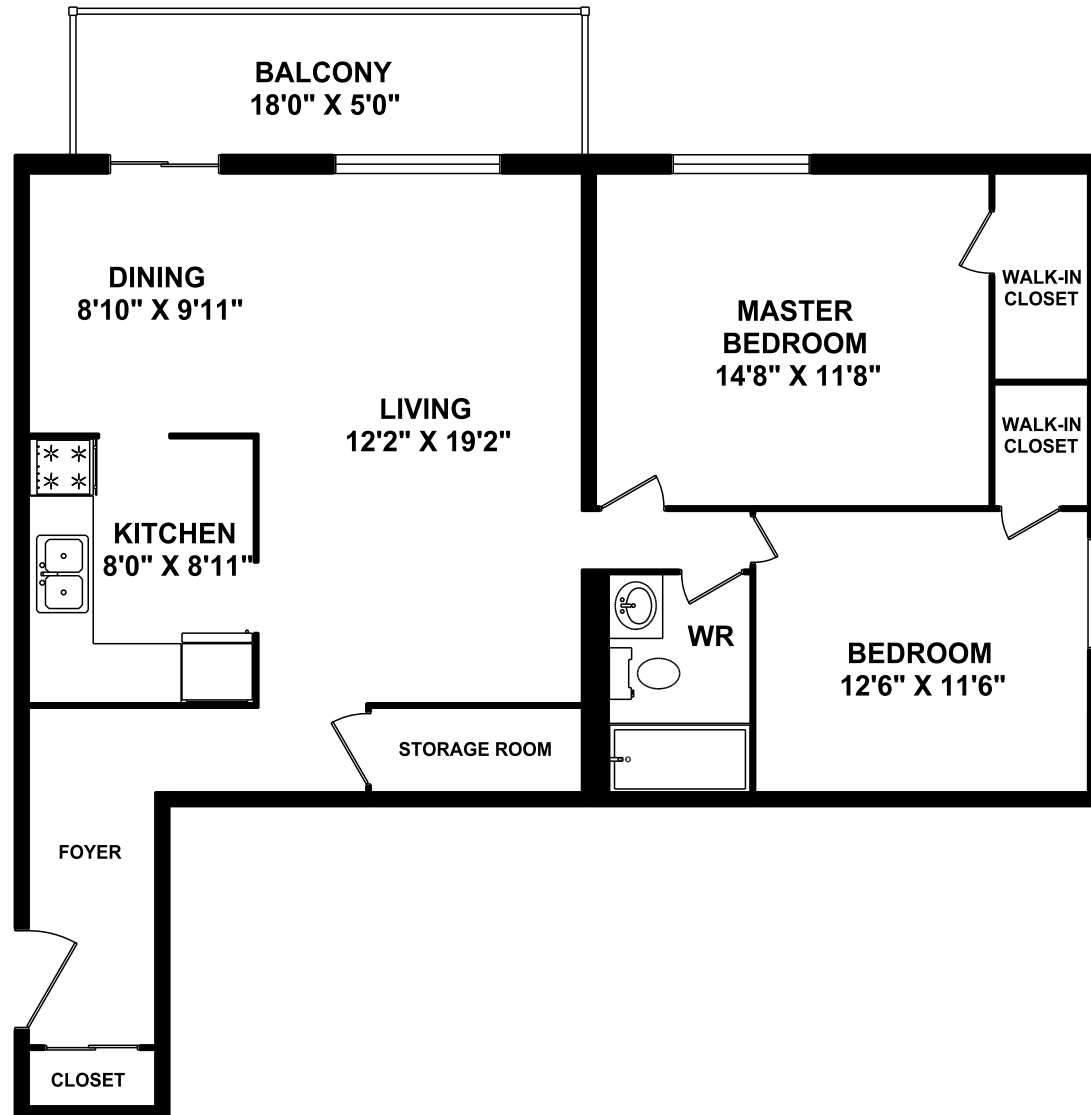 BALCONY
18'0" X 5'0"
DINING
8'10" X 9'11"
MASTER
BEDROOM
14'8" X 11'8"
WALK-IN
CLOSET
LIVING
12'2" X 19'2"
WALK-IN
CLOSET
KITCHEN
8'0" X 8'11"
WR
BEDROOM
12'6" X 11'6"
STORAGE ROOM
FOYER
CLOSET